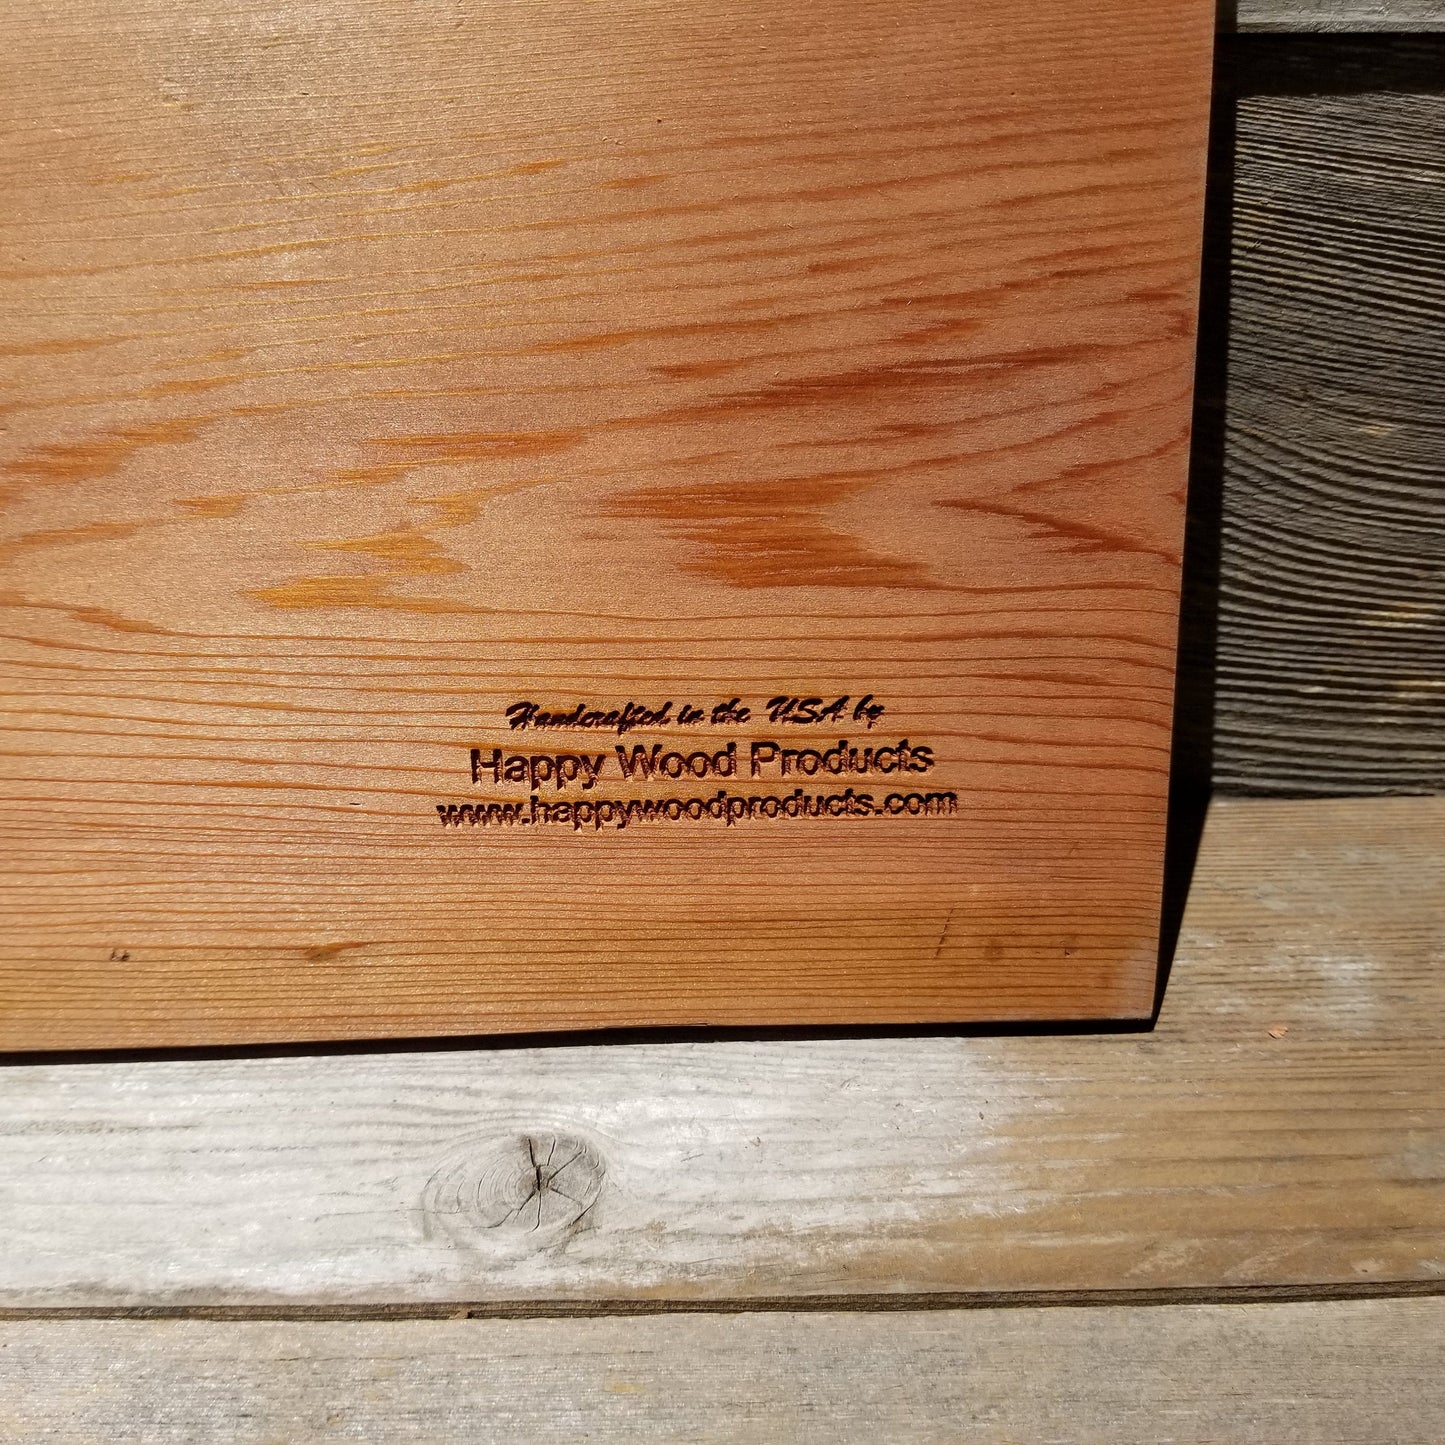 Handcrafted in the USA by
Happy Wood Products
www.happywoodproducts.com